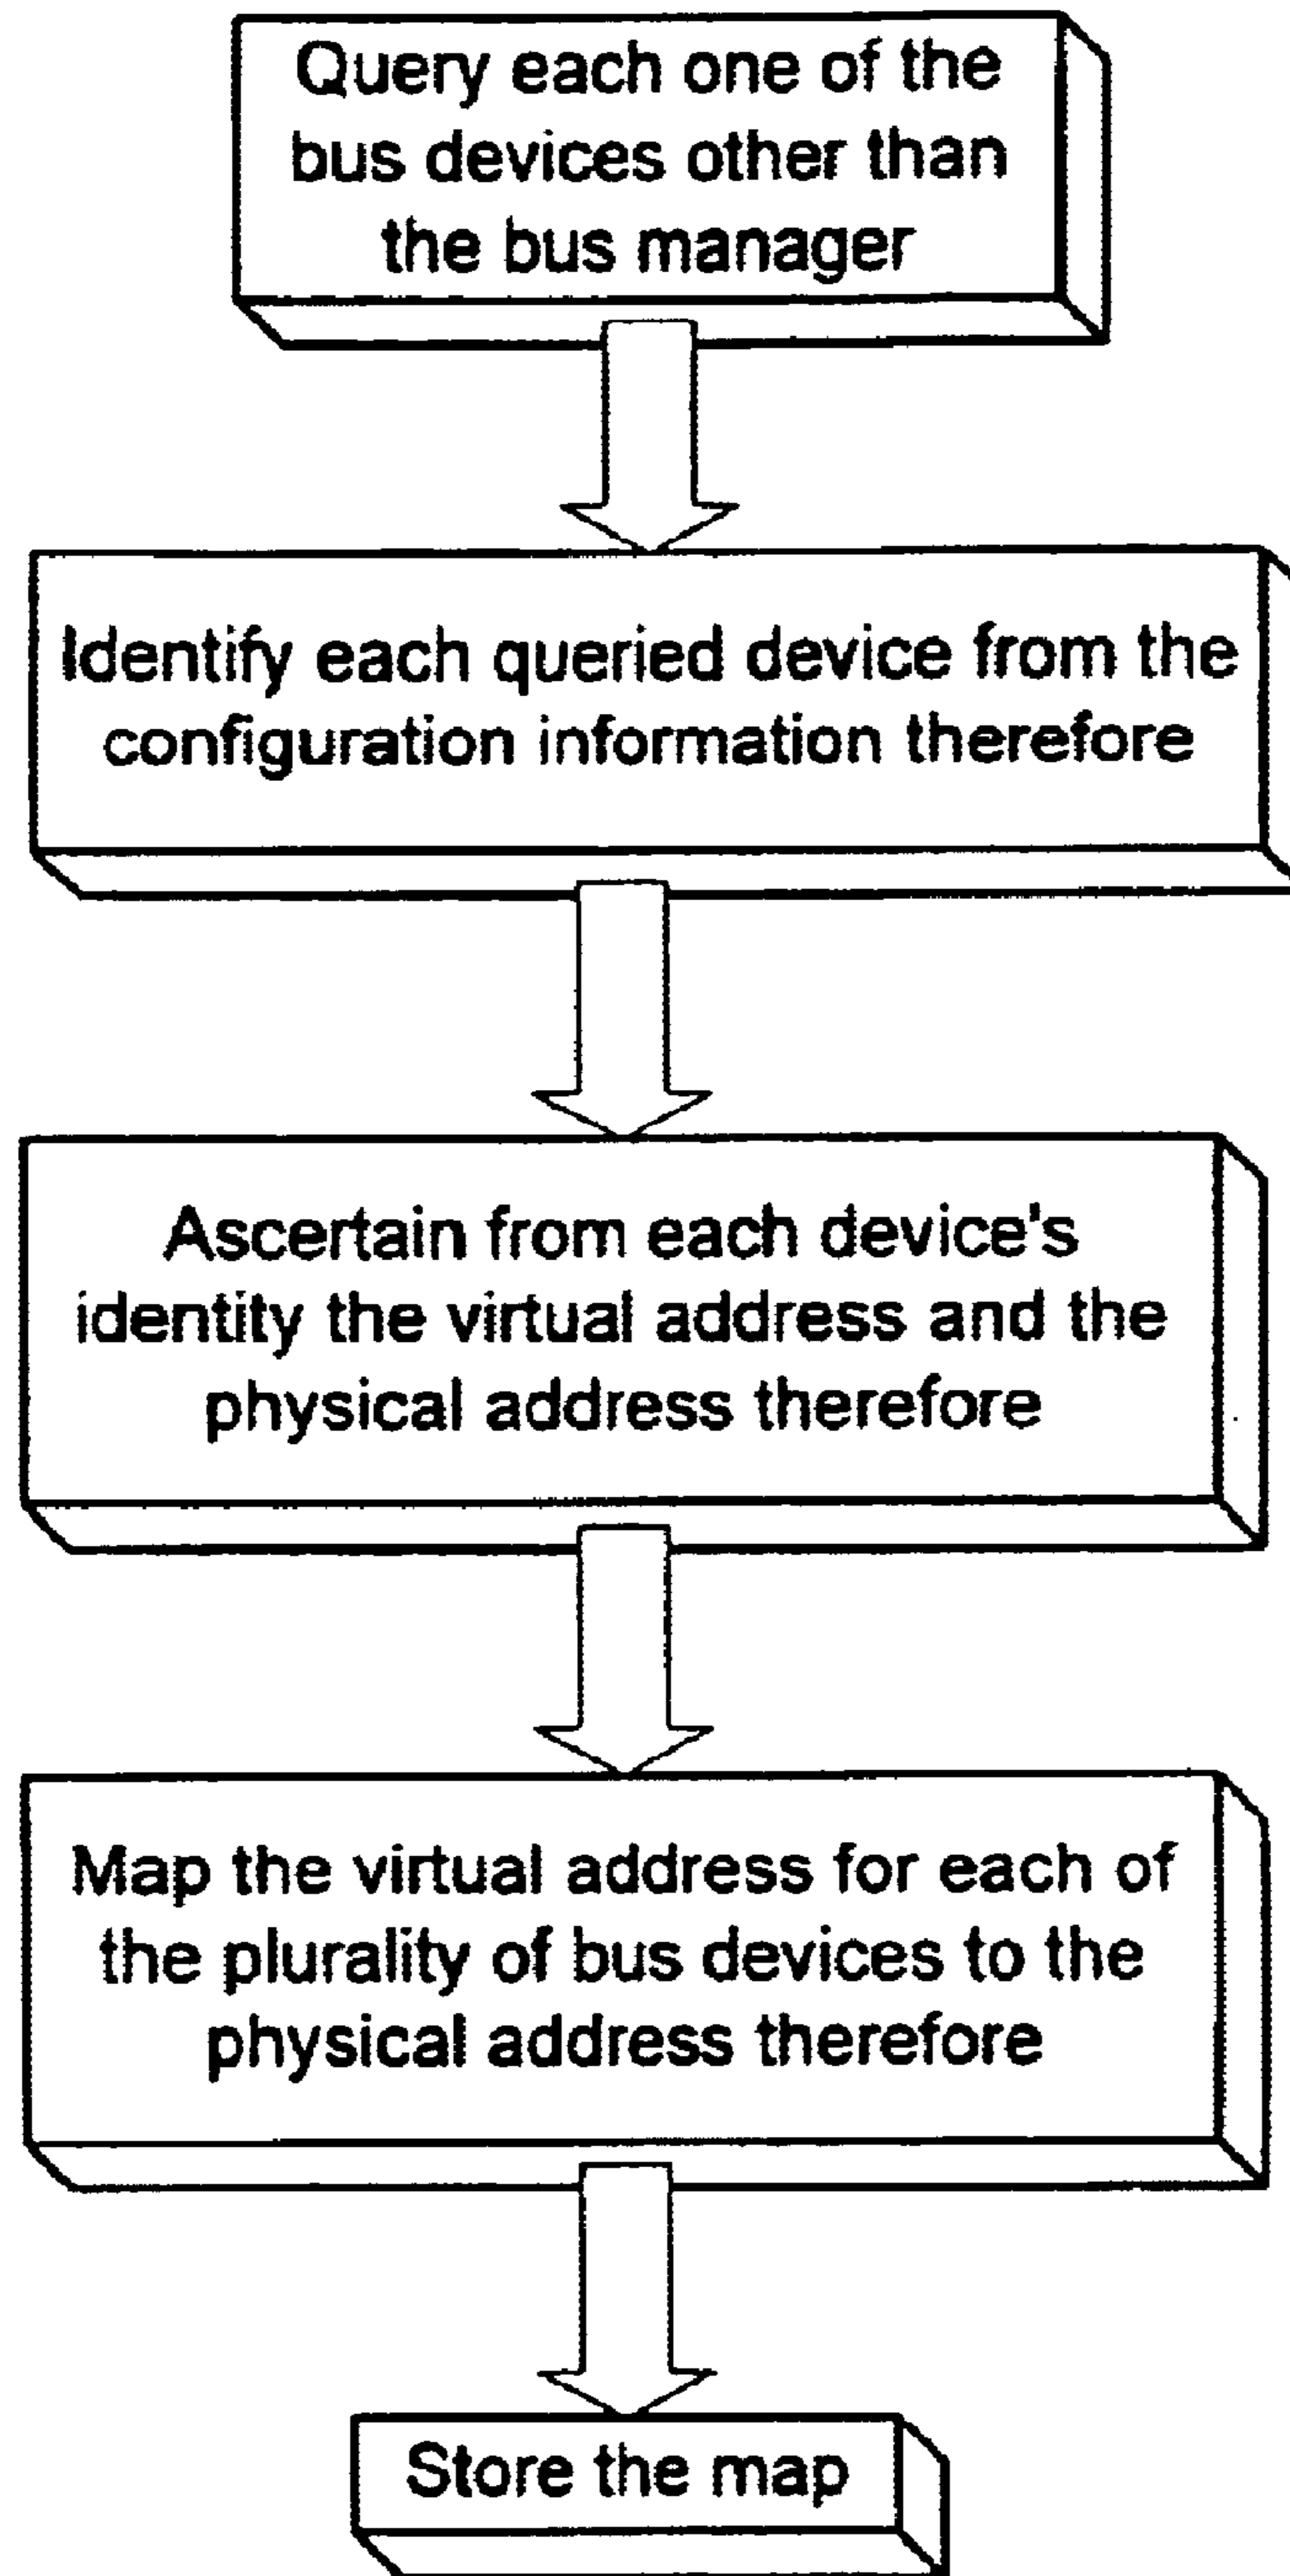 Query each one of the
bus devices other than
the bus manager
Identify each queried device from the
configuration information therefore
Ascertain from each device's
identity the virtual address and the
physical address therefore
Map the virtual address for each of
the plurality of bus devices to the
physical address therefore
Store the map